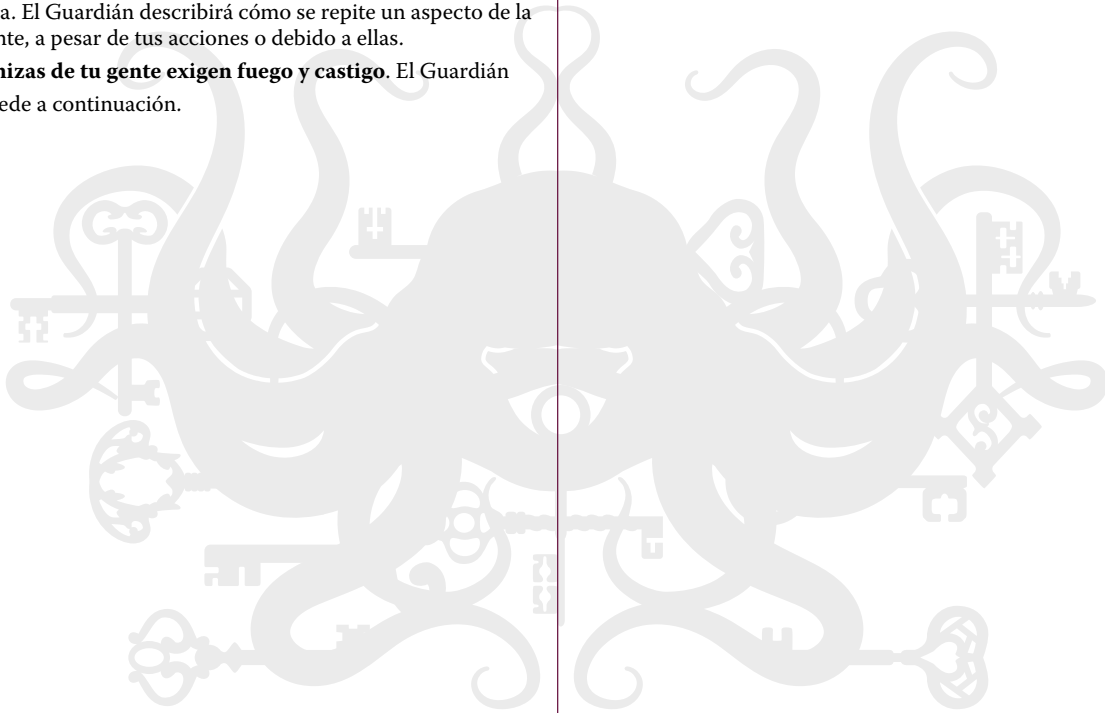 a. El Guardián describirá cómo se repite un aspecto de la
nte, a pesar de tus acciones o debido a ellas.
nizas de tu gente exigen fuego y castigo. El Guardián
ede a continuación.